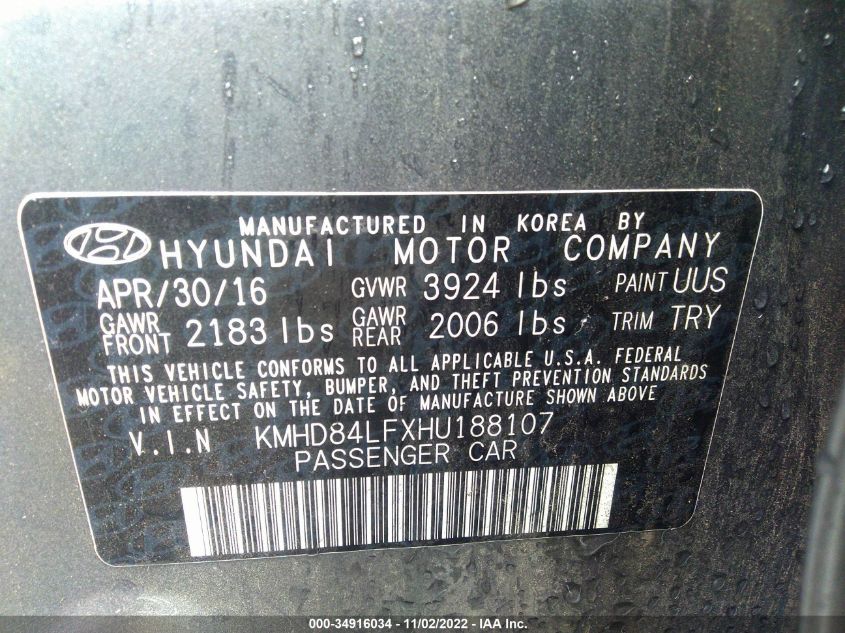 MANUFACTURED IN KOREA BY
HYUNDAI MOTOR COMPANY
APR/30/16 GVWR 3924 lbs PAINT UUS
GAWR FRONT 2183 lbs GAWR REAR 2006 lbs TRIM TRY
THIS VEHICLE CONFORMS TO ALL APPLICABLE U.S.A. FEDERAL
MOTOR VEHICLE SAFETY, BUMPER, AND THEFT PREVENTION STANDARDS
IN EFFECT ON THE DATE OF MANUFACTURE SHOWN ABOVE
V.I.N KMHD84LFXHU188107
PASSENGER CAR
000-34916034 - 11/02/2022 - IAA Inc.